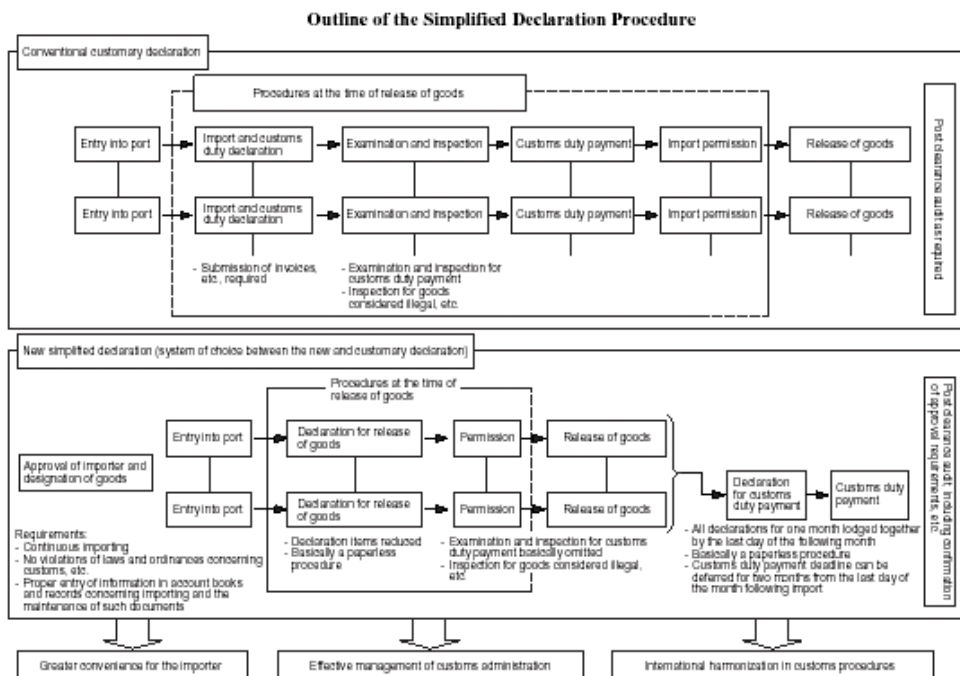 Outline of the Simplified Declaration Procedure
Conventional customary declaration
Procedures at the time of release of goods
Entry into port
Import and customs
duty declaration
Examination and inspection
Customs duty payment
Import permission
Release of goods
Entry into port
Import and customs
duty declaration
Examination and inspection
Customs duty payment
Import permission
Release of goods
- Submission of invoices,
etc., required
- Examination and inspection for
customs duty payment
- Inspection for goods
considered illegal, etc.
Post clearance audit as required
New simplified declaration (system of choice between the new and customary declaration)
Procedures at the time of
release of goods
Entry into port
Declaration for release
of goods
Permission
Release of goods
Approval of importer and
designation of goods
Entry into port
Declaration for release
of goods
Permission
Release of goods
Declaration
for customs
duty payment
Customs duty
payment
Requirements:
- Continuous importing
- No violations of laws and ordinances concerning
customs, etc.
- Proper entry of information in account books
and records concerning importing and the
maintenance of such documents
- Declaration items reduced
- Basically a paperless
procedure
- Examination and inspection for customs
duty payment basically omitted
- Inspection for goods considered illegal,
etc.
- All declarations for one month lodged together
by the last day of the following month
- Basically a paperless procedure
- Customs duty payment deadline can be
deferred for two months from the last day of
the month following import
Post clearance audit, including confirmation
of approval requirements, etc.
Greater convenience for the importer
Effective management of customs administration
International harmonization in customs procedures